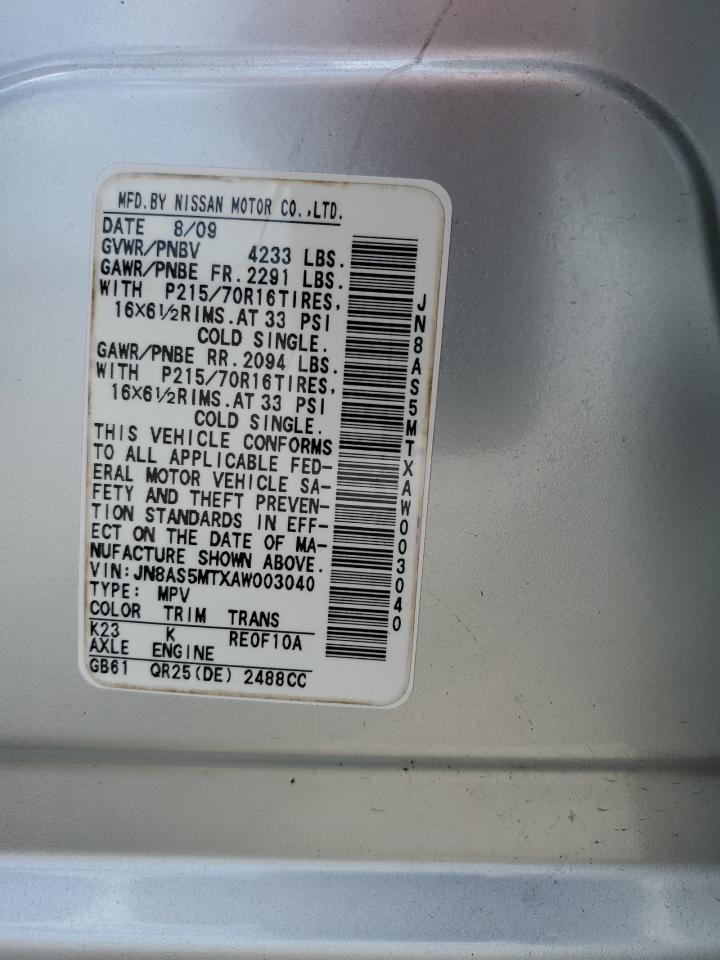 MFD.BY NISSAN MOTOR CO.,LTD.
DATE 8/09
GVWR/PNBV 4233 LBS.
GAWR/PNBE FR.2291 LBS.
WITH P215/70R16TIRES,
16X6½RIMS.AT 33 PSI
COLD SINGLE.
GAWR/PNBE RR.2094 LBS.
WITH P215/70R16TIRES,
16X6½RIMS.AT 33 PSI
COLD SINGLE.
THIS VEHICLE CONFORMS
TO ALL APPLICABLE FED-
ERAL MOTOR VEHICLE SA-
FETY AND THEFT PREVEN-
TION STANDARDS IN EFF-
ECT ON THE DATE OF MA-
NUFACTURE SHOWN ABOVE.
VIN:JN8AS5MTXAW003040
TYPE: MPV
COLOR TRIM TRANS
K23 K RE0F10A
AXLE ENGINE
GB61 QR25(DE) 2488CC
JN8AS5MTXAW003040